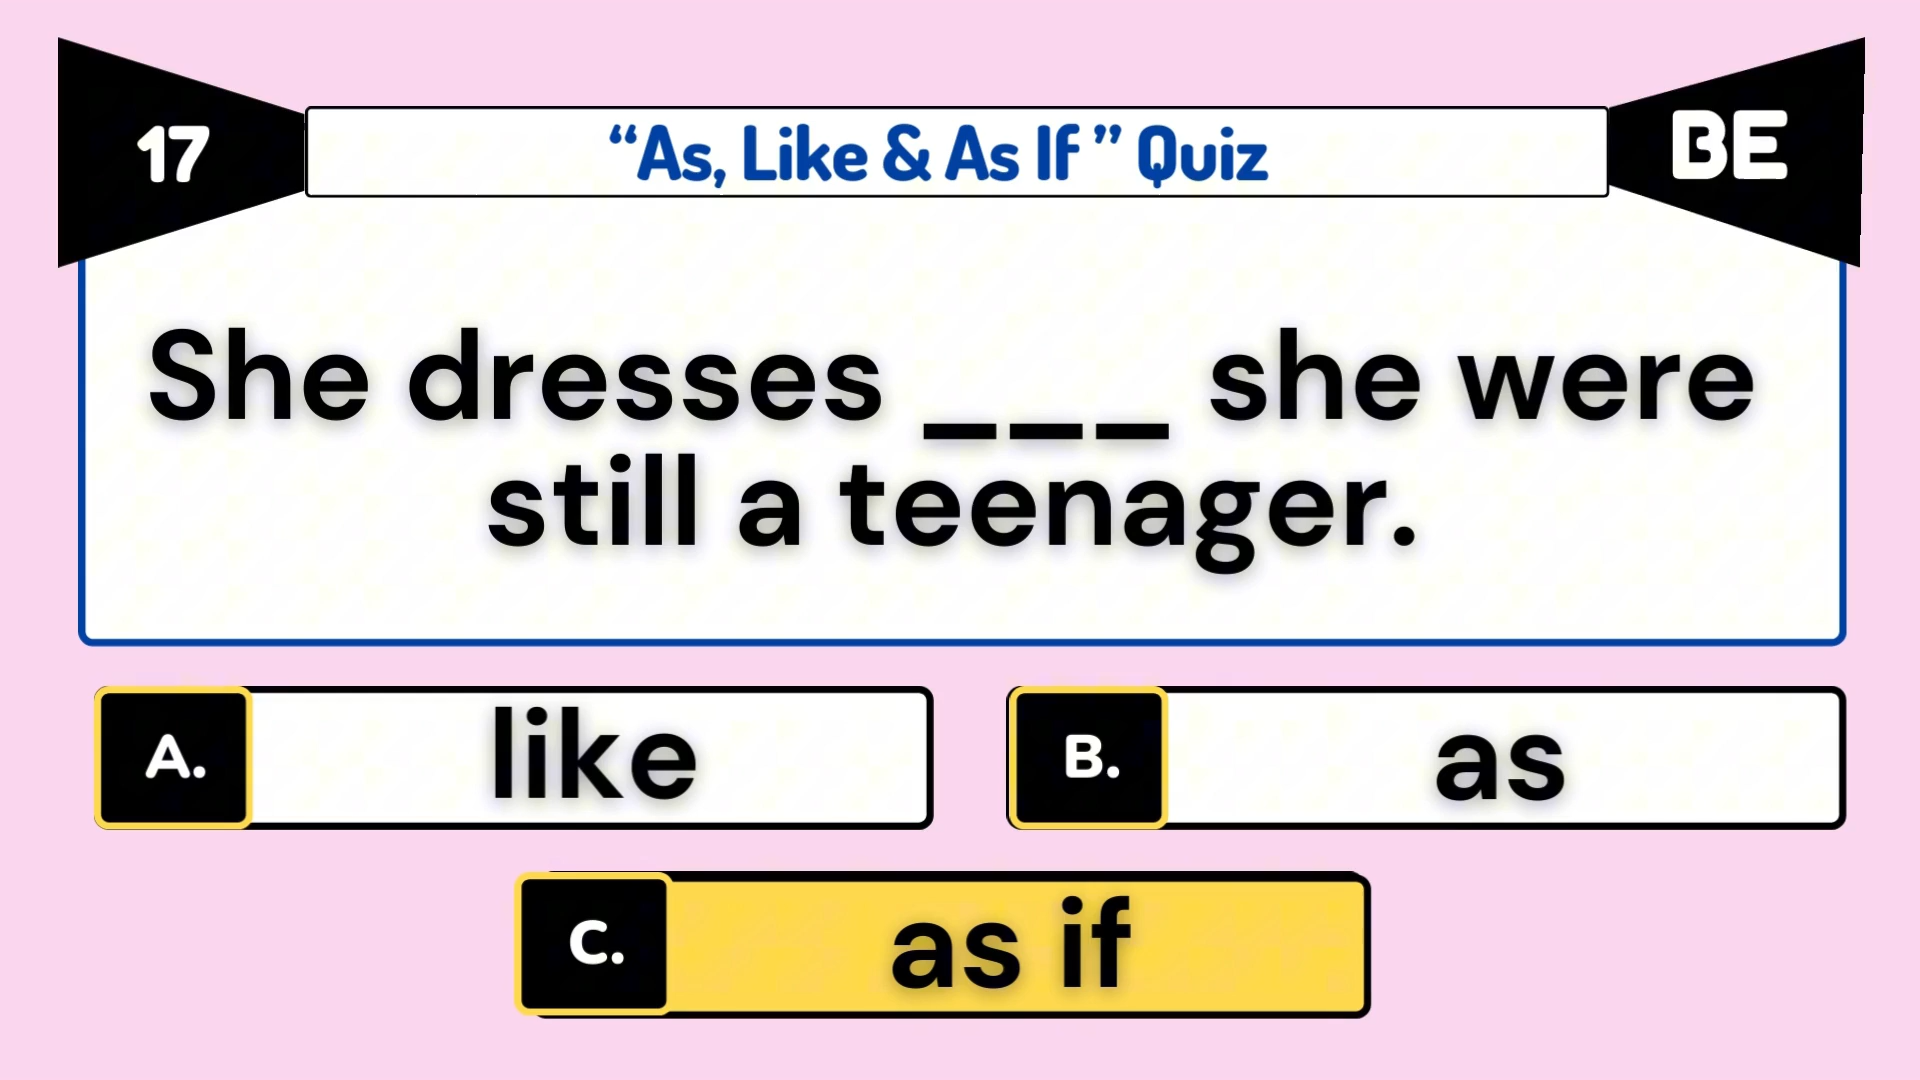 17
“As, Like & As If ” Quiz
BE
She dresses ___ she were
still a teenager.
A. like
B. as
C. as if